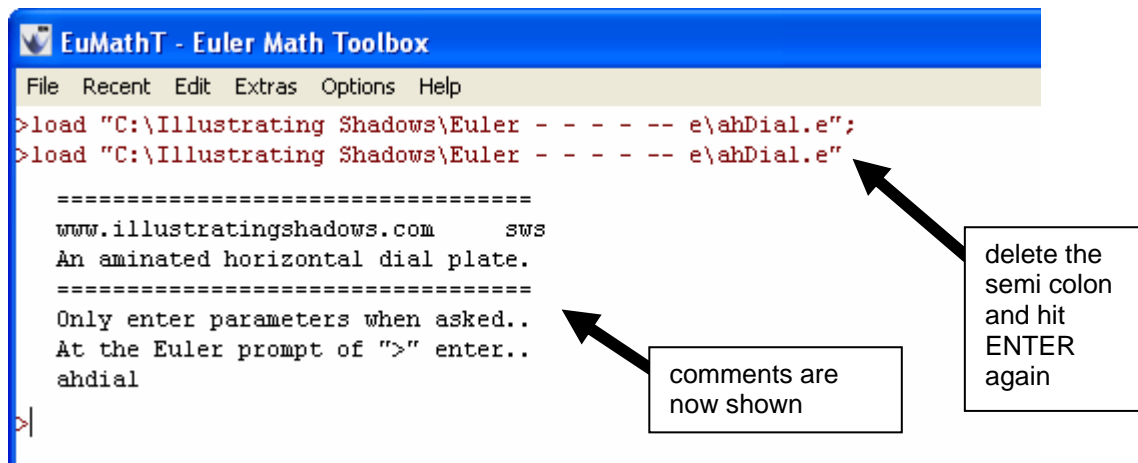 EuMathT - Euler Math Toolbox
File Recent Edit Extras Options Help
>load "C:\Illustrating Shadows\Euler - - - - -- e\ahDial.e";
>load "C:\Illustrating Shadows\Euler - - - - -- e\ahDial.e"
==================================
www.illustratingshadows.com sws
An aminated horizontal dial plate.
==================================
Only enter parameters when asked..
At the Euler prompt of ">" enter..
ahdial
>
delete the
semi colon
and hit
ENTER
again
comments are
now shown